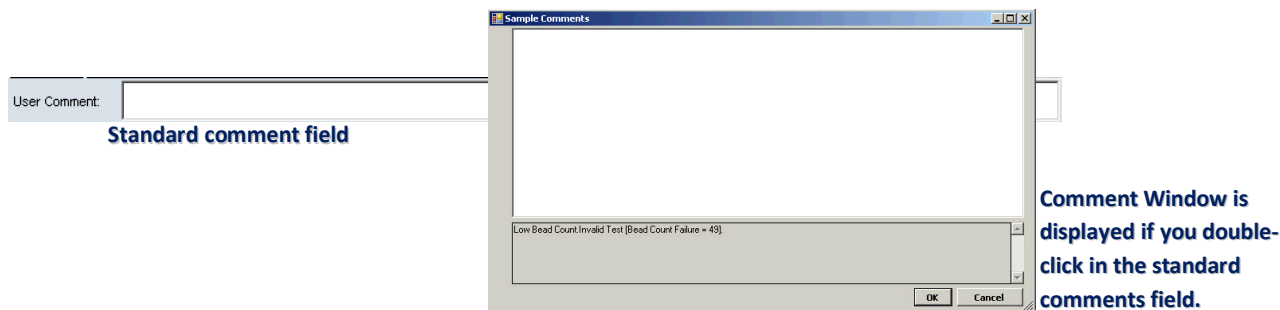 Sample Comments
User Comment:
Standard comment field
Low Bead Count.Invalid Test [Bead Count Failure = 49].
OK Cancel
Comment Window is
displayed if you double-
click in the standard
comments field.